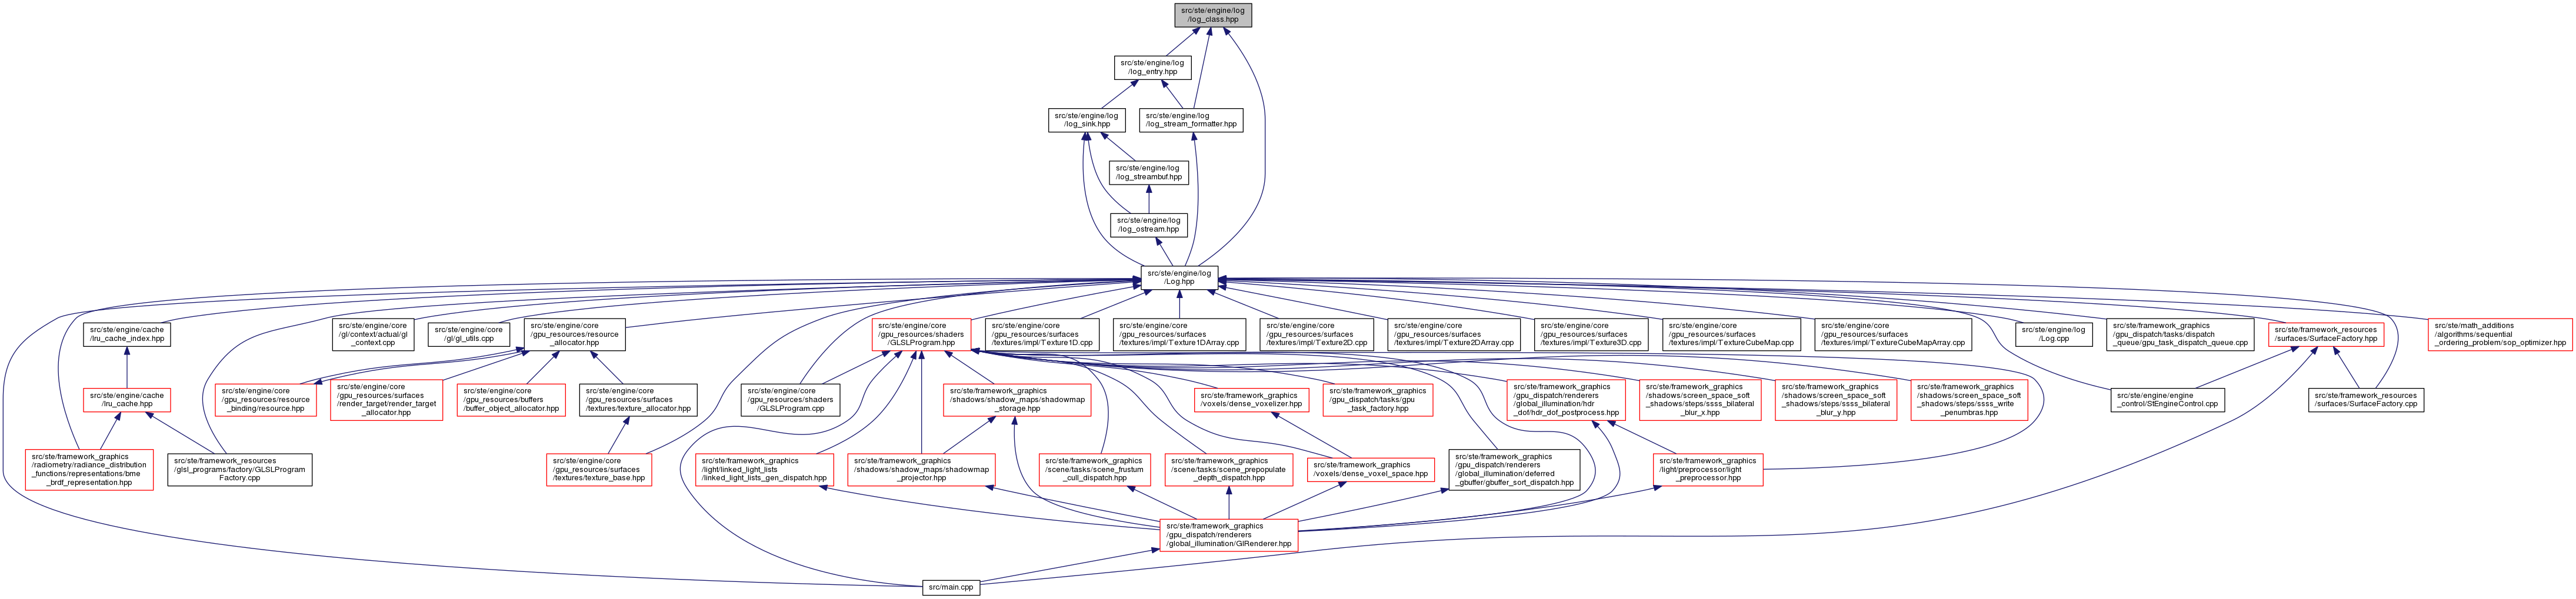 src/ste/engine/log
/log_class.hpp
src/ste/engine/log
/log_entry.hpp
src/ste/engine/log
/log_sink.hpp
src/ste/engine/log
/log_stream_formatter.hpp
src/ste/engine/log
/log_streambuf.hpp
src/ste/engine/log
/log_ostream.hpp
src/ste/engine/log
/Log.hpp
src/ste/engine/cache
/lru_cache_index.hpp
src/ste/engine/core
/gl/context/actual/gl
_context.cpp
src/ste/engine/core
/gl/gl_utils.cpp
src/ste/engine/core
/gpu_resources/resource
_allocator.hpp
src/ste/engine/core
/gpu_resources/shaders
/GLSLProgram.hpp
src/ste/engine/core
/gpu_resources/surfaces
/textures/impl/Texture1D.cpp
src/ste/engine/core
/gpu_resources/surfaces
/textures/impl/Texture1DArray.cpp
src/ste/engine/core
/gpu_resources/surfaces
/textures/impl/Texture2D.cpp
src/ste/engine/core
/gpu_resources/surfaces
/textures/impl/Texture2DArray.cpp
src/ste/engine/core
/gpu_resources/surfaces
/textures/impl/Texture3D.cpp
src/ste/engine/core
/gpu_resources/surfaces
/textures/impl/TextureCubeMap.cpp
src/ste/engine/core
/gpu_resources/surfaces
/textures/impl/TextureCubeMapArray.cpp
src/ste/engine/log
/Log.cpp
src/ste/framework_graphics
/gpu_dispatch/tasks/dispatch
_queue/gpu_task_dispatch_queue.cpp
src/ste/framework_resources
/surfaces/SurfaceFactory.hpp
src/ste/math_additions
/algorithms/sequential
_ordering_problem/sop_optimizer.hpp
src/ste/engine/cache
/lru_cache.hpp
src/ste/engine/core
/gpu_resources/resource
_binding/resource.hpp
src/ste/engine/core
/gpu_resources/surfaces
/render_target/render_target
_allocator.hpp
src/ste/engine/core
/gpu_resources/buffers
/buffer_object_allocator.hpp
src/ste/engine/core
/gpu_resources/surfaces
/textures/texture_allocator.hpp
src/ste/engine/core
/gpu_resources/shaders
/GLSLProgram.cpp
src/ste/framework_graphics
/shadows/shadow_maps/shadowmap
_storage.hpp
src/ste/framework_graphics
/voxels/dense_voxelizer.hpp
src/ste/framework_graphics
/gpu_dispatch/tasks/gpu
_task_factory.hpp
src/ste/framework_graphics
/gpu_dispatch/renderers
/global_illumination/hdr
_dof/hdr_dof_postprocess.hpp
src/ste/framework_graphics
/shadows/screen_space_soft
_shadows/steps/ssss_bilateral
_blur_x.hpp
src/ste/framework_graphics
/shadows/screen_space_soft
_shadows/steps/ssss_bilateral
_blur_y.hpp
src/ste/framework_graphics
/shadows/screen_space_soft
_shadows/steps/ssss_write
_penumbras.hpp
src/ste/engine/engine
_control/StEngineControl.cpp
src/ste/framework_resources
/surfaces/SurfaceFactory.cpp
src/ste/framework_graphics
/radiometry/radiance_distribution
_functions/representations/bme
_brdf_representation.hpp
src/ste/framework_resources
/glsl_programs/factory/GLSLProgram
Factory.cpp
src/ste/engine/core
/gpu_resources/surfaces
/textures/texture_base.hpp
src/ste/framework_graphics
/light/linked_light_lists
/linked_light_lists_gen_dispatch.hpp
src/ste/framework_graphics
/shadows/shadow_maps/shadowmap
_projector.hpp
src/ste/framework_graphics
/scene/tasks/scene_frustum
_cull_dispatch.hpp
src/ste/framework_graphics
/scene/tasks/scene_prepopulate
_depth_dispatch.hpp
src/ste/framework_graphics
/voxels/dense_voxel_space.hpp
src/ste/framework_graphics
/gpu_dispatch/renderers
/global_illumination/deferred
_gbuffer/gbuffer_sort_dispatch.hpp
src/ste/framework_graphics
/light/preprocessor/light
_preprocessor.hpp
src/ste/framework_graphics
/gpu_dispatch/renderers
/global_illumination/GIRenderer.hpp
src/main.cpp